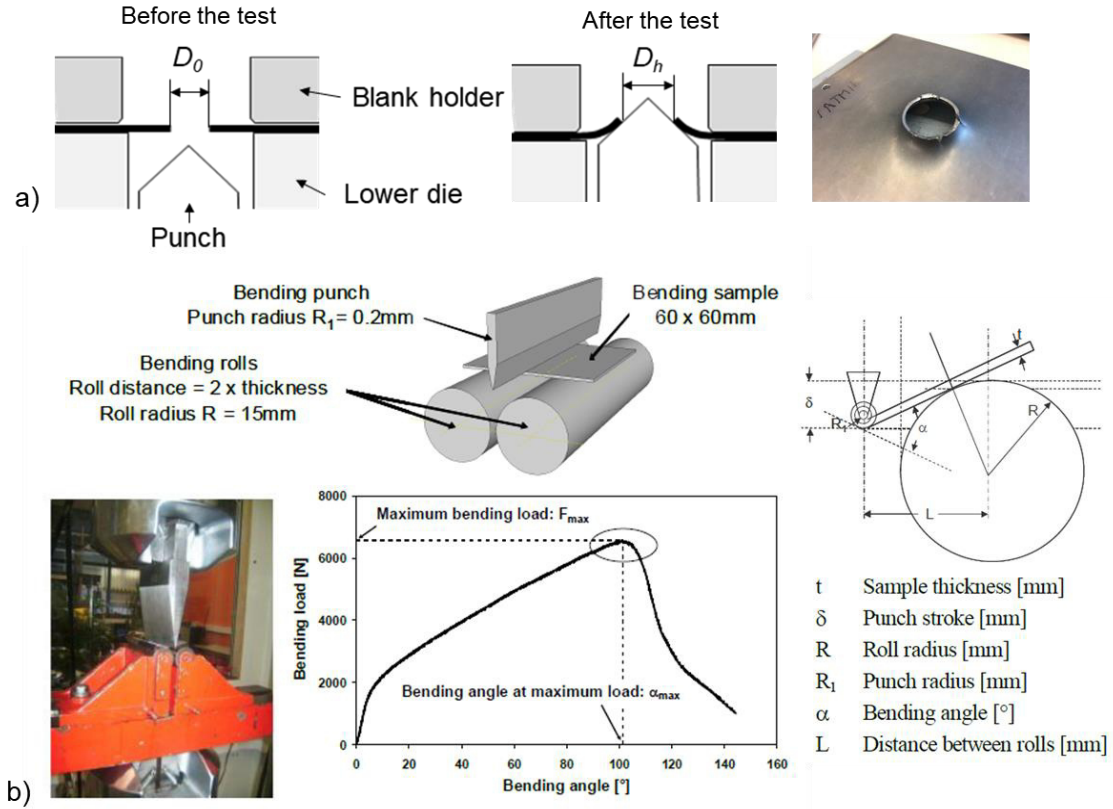 Before the test
After the test
D0
Dh
Blank holder
Lower die
Punch
a)
Bending punch
Punch radius R1= 0.2mm
Bending sample
60 x 60mm
Bending rolls
Roll distance = 2 x thickness
Roll radius R = 15mm
t
δ
R
R1
α
L
8000
Maximum bending load: Fmax
6000
Bending load [N]
4000
2000
Bending angle at maximum load: αmax
0
0 20 40 60 80 100 120 140 160
Bending angle [°]
t Sample thickness [mm]
δ Punch stroke [mm]
R Roll radius [mm]
R1 Punch radius [mm]
α Bending angle [°]
L Distance between rolls [mm]
b)